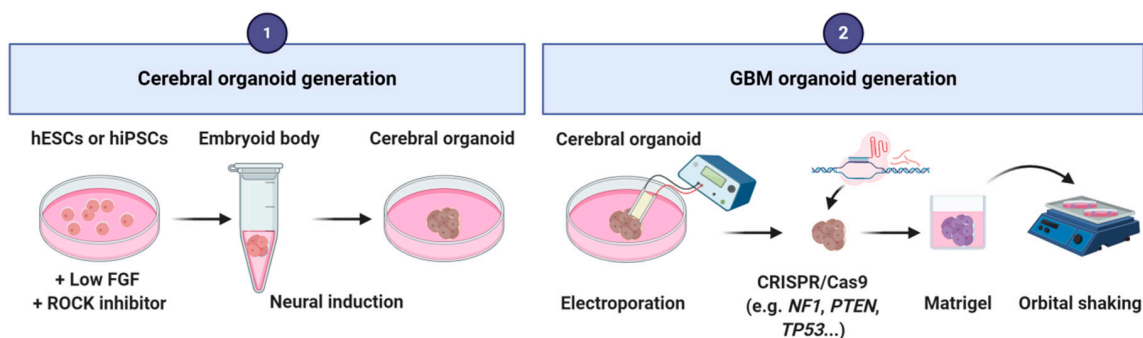 1
Cerebral organoid generation
hESCs or hiPSCs
Embryoid body
Cerebral organoid
+ Low FGF
+ ROCK inhibitor
Neural induction
2
GBM organoid generation
Cerebral organoid
Electroporation
CRISPR/Cas9
(e.g. NF1, PTEN,
TP53...)
Matrigel
Orbital shaking